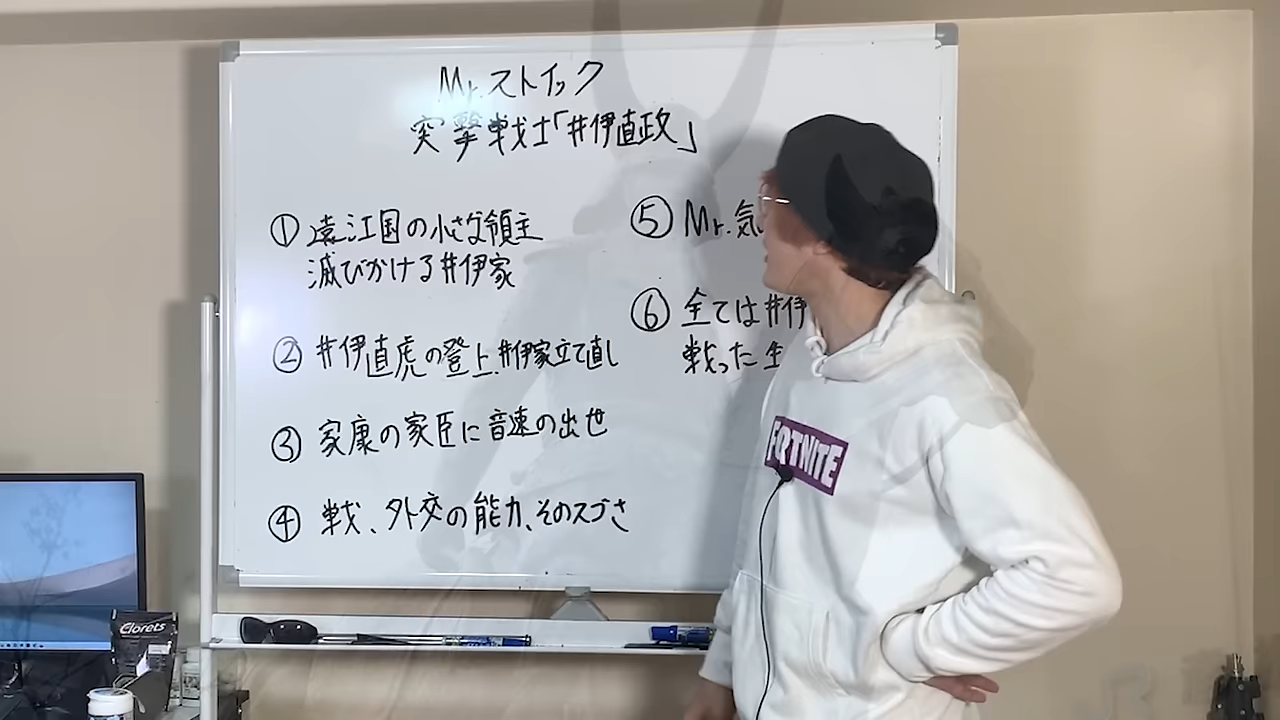 Mr.ストイック
突撃戦士「井伊直政」
① 遠江国の小さな領主
滅びかける井伊家
② 井伊直虎の登上、井伊家立て直し
③ 家康の家臣に音速の出世
④ 戦、外交の能力、そのスゴさ
⑤ Mr.気
⑥ 全ては井伊
戦った生
FORTNITE
Clorets